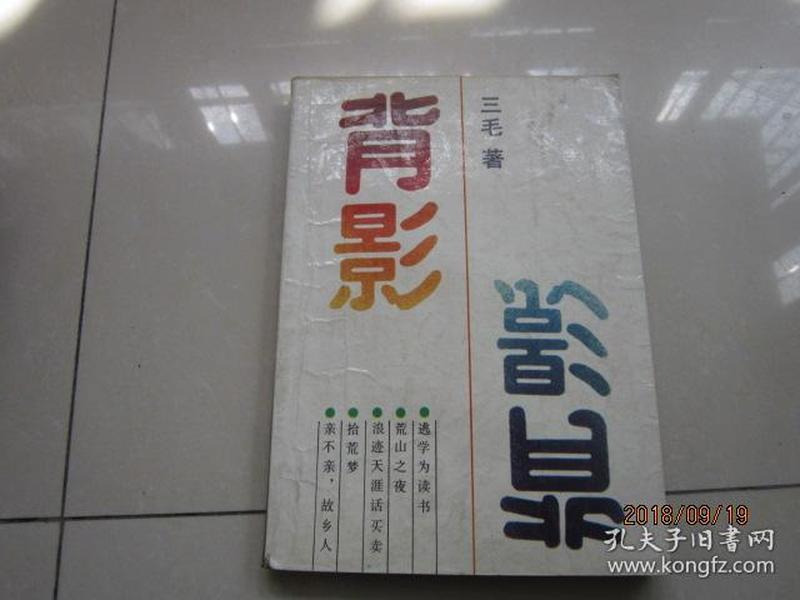 三毛 著
背影
背影
逃学为读书
荒山之夜
浪迹天涯话买卖
拾荒梦
亲不亲，故乡人
2018/09/19
孔夫子旧書网
www.kongfz.com